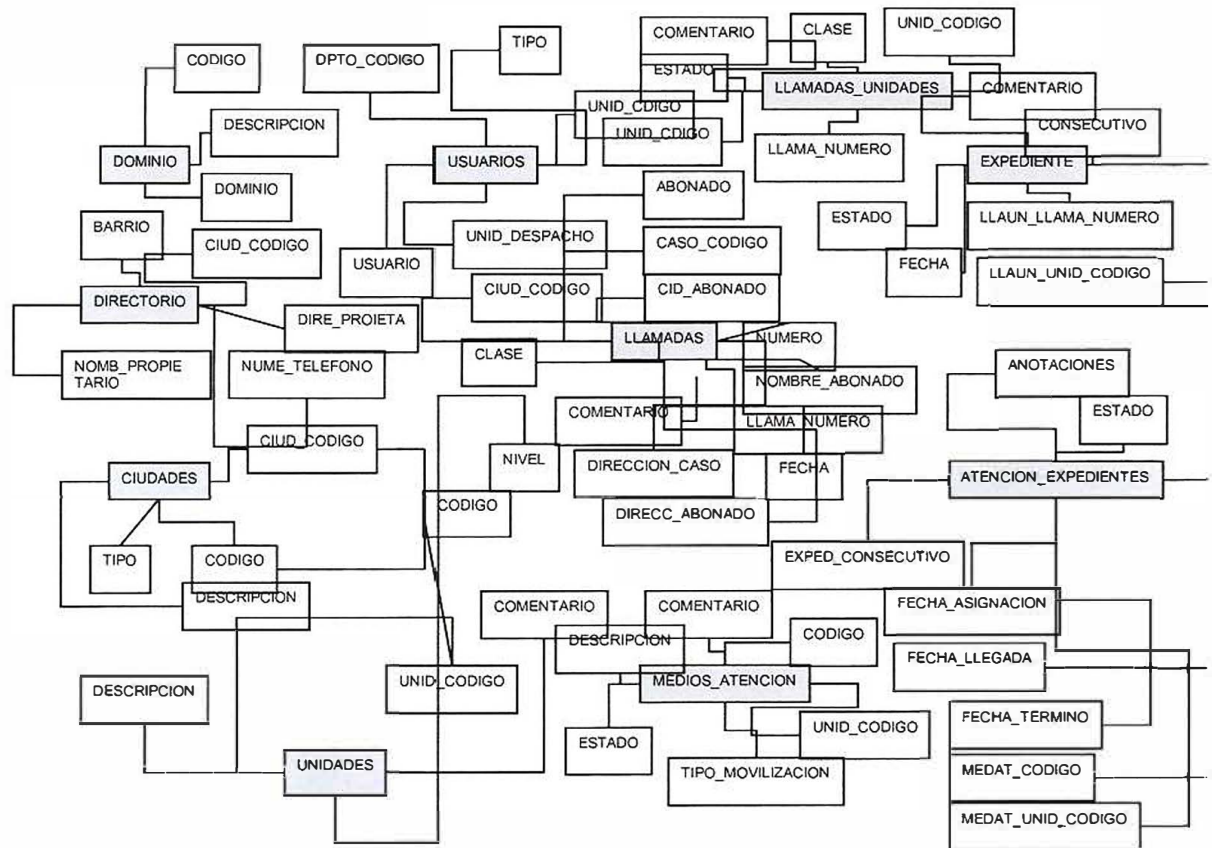 COMENTARIO
CLASE
UNID_CODIGO
TIPO
CODIGO
DPTO_CODIGO
ESTADO
LLAMADAS_UNIDADES
COMENTARIO
UNID_CDIGO
DESCRIPCION
UNID_CDIGO
CONSECUTIVO
DOMINIO
USUARIOS
LLAMA_NUMERO
EXPEDIENTE
DOMINIO
ABONADO
BARRIO
ESTADO
LLAUN_LLAMA_NUMERO
CIUD_CODIGO
UNID_DESPACHO
CASO_CODIGO
USUARIO
FECHA
LLAUN_UNID_CODIGO
CIUD_CODIGO
CID_ABONADO
DIRECTORIO
DIRE_PROIETA
LLAMADAS
NUMERO
CLASE
NOMB_PROPIE
TARIO
NUME_TELEFONO
ANOTACIONES
NOMBRE_ABONADO
COMENTARIO
ESTADO
LLAMA_NUMERO
CIUD_CODIGO
NIVEL
DIRECCION_CASO
FECHA
CIUDADES
ATENCION_EXPEDIENTES
CODIGO
DIRECC_ABONADO
TIPO
CODIGO
EXPED_CONSECUTIVO
DESCRIPCION
COMENTARIO
COMENTARIO
FECHA_ASIGNACION
CODIGO
DESCRIPCION
FECHA_LLEGADA
UNID_CODIGO
MEDIOS_ATENCION
DESCRIPCION
FECHA_TERMINO
UNID_CODIGO
ESTADO
UNIDADES
TIPO_MOVILIZACION
MEDAT_CODIGO
MEDAT_UNID_CODIGO